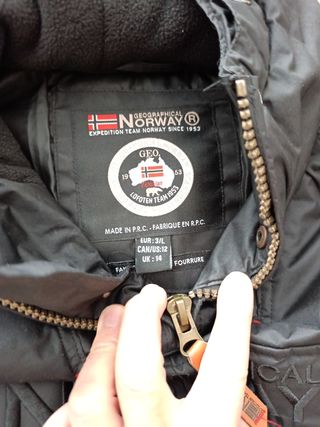 GEOGRAPHICAL
NORWAY®
EXPEDITION TEAM NORWAY SINCE 1953
GEO.
19 53
LOFOTEN TEAM 1953
MADE IN P.R.C. - FABRIQUE EN R.P.C.
EUR: 3/L
CAN/US:12
UK: 14
FOURRURE
ICAL
Y